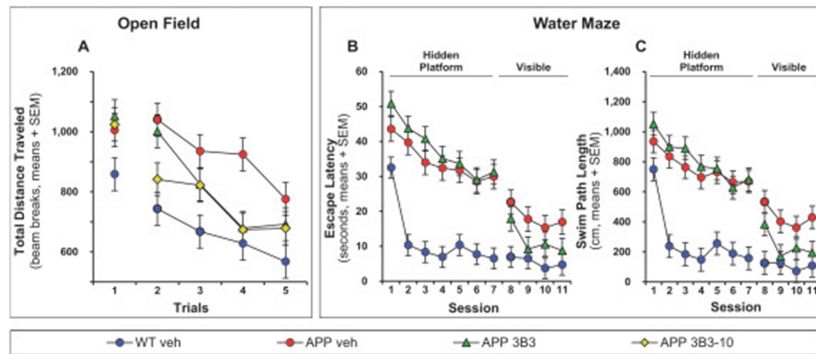 Open Field
Water Maze
A
Total Distance Traveled
(beam breaks, means + SEM)
1,200
1,000
800
600
1 2 3 4 5
Trials
B
Hidden
Platform
Visible
Escape Latency
(seconds, means + SEM)
60
50
40
30
20
10
0
1 2 3 4 5 6 7 8 9 10 11
Session
C
Hidden
Platform
Visible
Swim Path Length
(cm, means + SEM)
1,400
1,200
1,000
800
600
400
200
0
1 2 3 4 5 6 7 8 9 10 11
Session
WT veh APP veh APP 3B3 APP 3B3-10